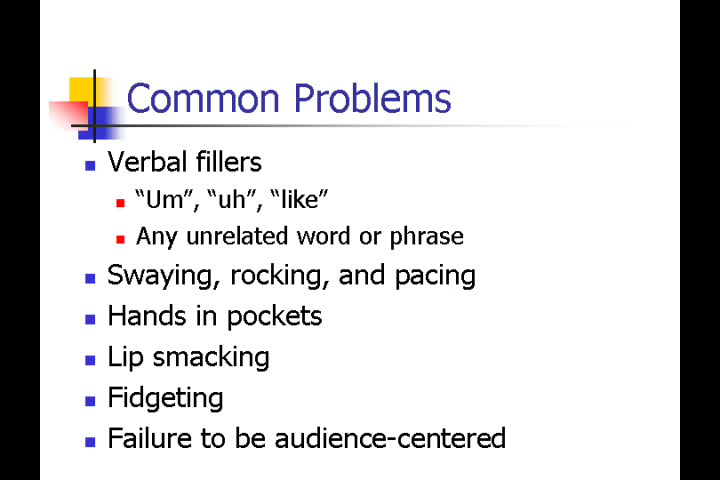 Common Problems
Verbal fillers
“Um”, “uh”, “like”
Any unrelated word or phrase
Swaying, rocking, and pacing
Hands in pockets
Lip smacking
Fidgeting
Failure to be audience-centered